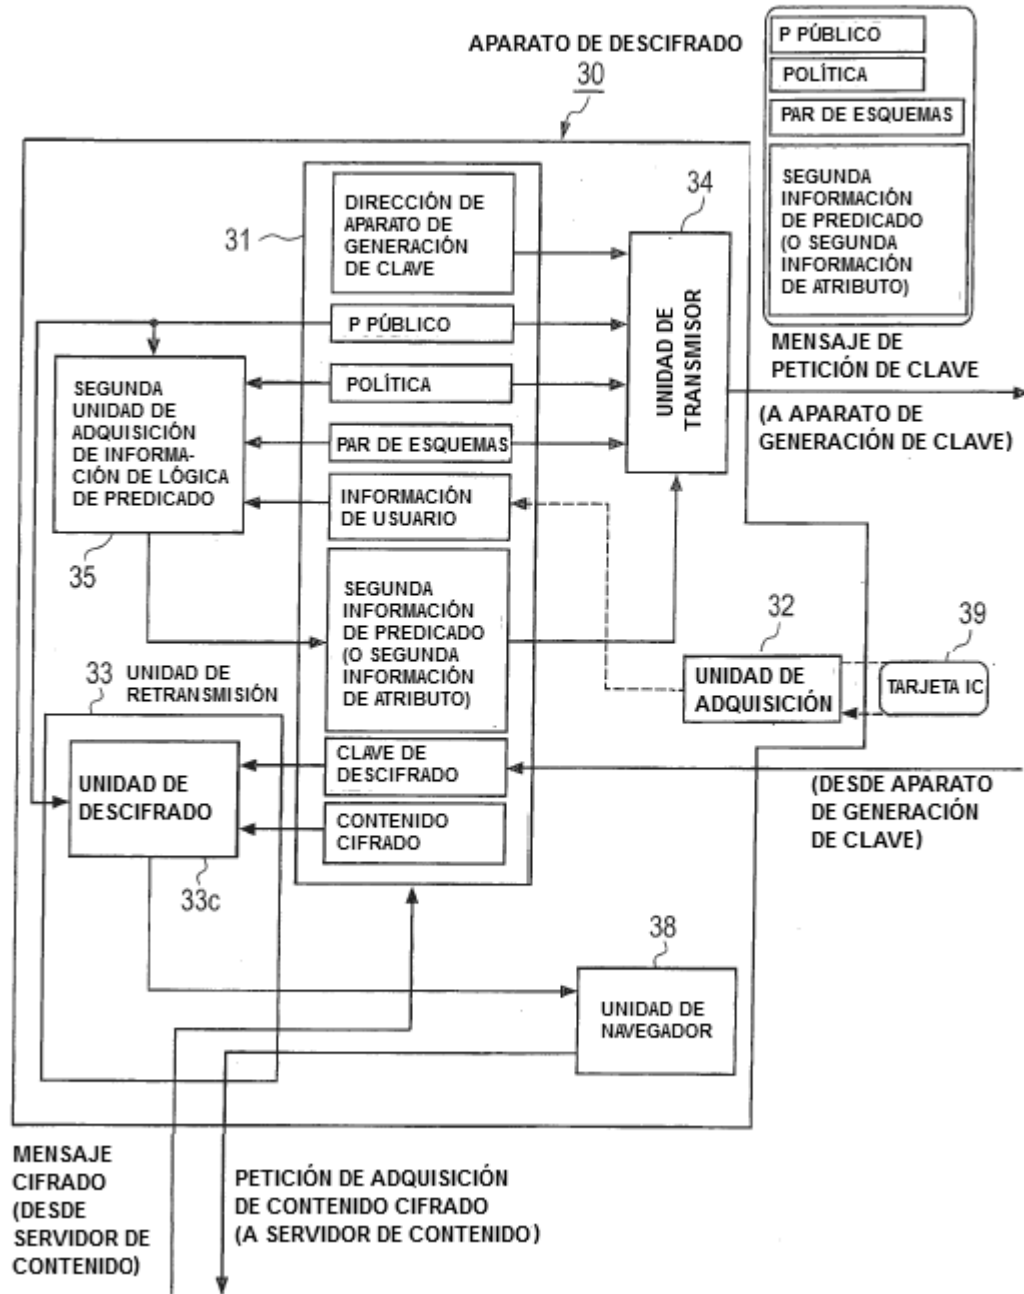 APARATO DE DESCIFRADO
30
P PÚBLICO
POLÍTICA
PAR DE ESQUEMAS
SEGUNDA
INFORMACIÓN
DE PREDICADO
(O SEGUNDA
INFORMACIÓN
DE ATRIBUTO)
MENSAJE DE
PETICIÓN DE CLAVE
(A APARATO DE
GENERACIÓN DE CLAVE)
31
DIRECCIÓN DE
APARATO DE
GENERACIÓN
DE CLAVE
P PÚBLICO
POLÍTICA
PAR DE ESQUEMAS
INFORMACIÓN
DE USUARIO
SEGUNDA
INFORMACIÓN
DE PREDICADO
(O SEGUNDA
INFORMACIÓN
DE ATRIBUTO)
CLAVE DE
DESCIFRADO
CONTENIDO
CIFRADO
34
UNIDAD DE
TRANSMISOR
SEGUNDA
UNIDAD DE
ADQUISICIÓN
DE INFORMA-
CIÓN DE LÓGICA
DE PREDICADO
35
32
UNIDAD DE
ADQUISICIÓN
39
TARJETA IC
33
UNIDAD DE
RETRANSMISIÓN
UNIDAD DE
DESCIFRADO
33c
(DESDE APARATO
DE GENERACIÓN
DE CLAVE)
38
UNIDAD DE
NAVEGADOR
MENSAJE
CIFRADO
(DESDE
SERVIDOR DE
CONTENIDO)
PETICIÓN DE ADQUISICIÓN
DE CONTENIDO CIFRADO
(A SERVIDOR DE CONTENIDO)